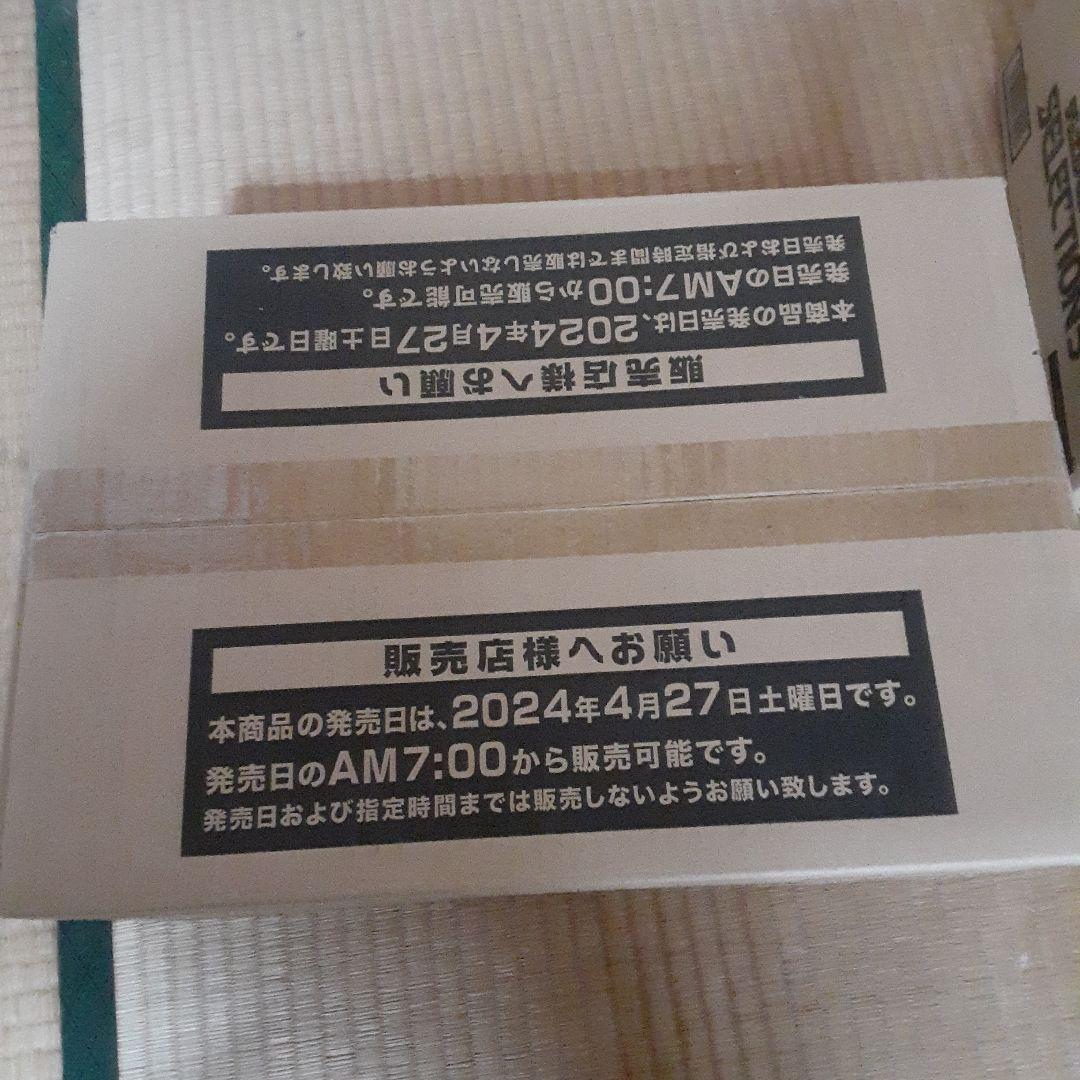 販売店様へお願い
本商品の発売日は、2024年4月27日土曜日です。
発売日のAM7:00から販売可能です。
発売日および指定時間までは販売しないようお願い致します。
販売店様へお願い
本商品の発売日は、2024年4月27日土曜日です。
発売日のAM7:00から販売可能です。
発売日および指定時間までは販売しないようお願い致します。
SELECTION 5